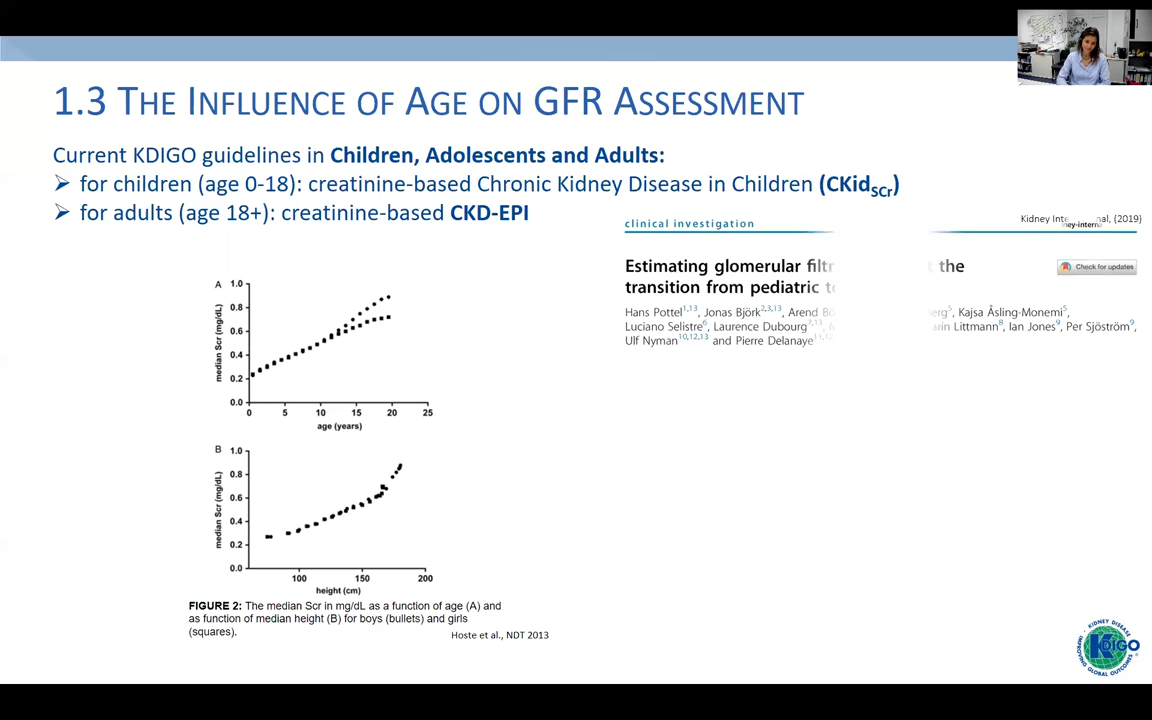 1.3 THE INFLUENCE OF AGE ON GFR ASSESSMENT
Current KDIGO guidelines in Children, Adolescents and Adults:
➢ for children (age 0-18): creatinine-based Chronic Kidney Disease in Children (CKidSCr)
➢ for adults (age 18+): creatinine-based CKD-EPI
clinical investigation
Kidney , (2019)
Estimating glomerular the
transition from pediatric
Check for updates
Hans Pottel1,13, Jonas Björk2,3,13, Arend , Kajsa Åsling-Monemi5,
Luciano Selistre6, Laurence Dubourg7,13, Littmann8, Ian Jones9, Per Sjöström9,
Ulf Nyman10,12,13 and Pierre Delanaye
A
1.0
0.8
0.6
0.4
0.2
0.0
median Scr (mg/dL)
0 5 10 15 20 25
age (years)
B
1.0
0.8
0.6
0.4
0.2
0.0
median Scr (mg/dL)
100 150 200
height (cm)
FIGURE 2: The median Scr in mg/dL as a function of age (A) and
as function of median height (B) for boys (bullets) and girls
(squares).
Hoste et al., NDT 2013
KIDNEY DISEASE
KDIGO
IMPROVING GLOBAL OUTCOMES